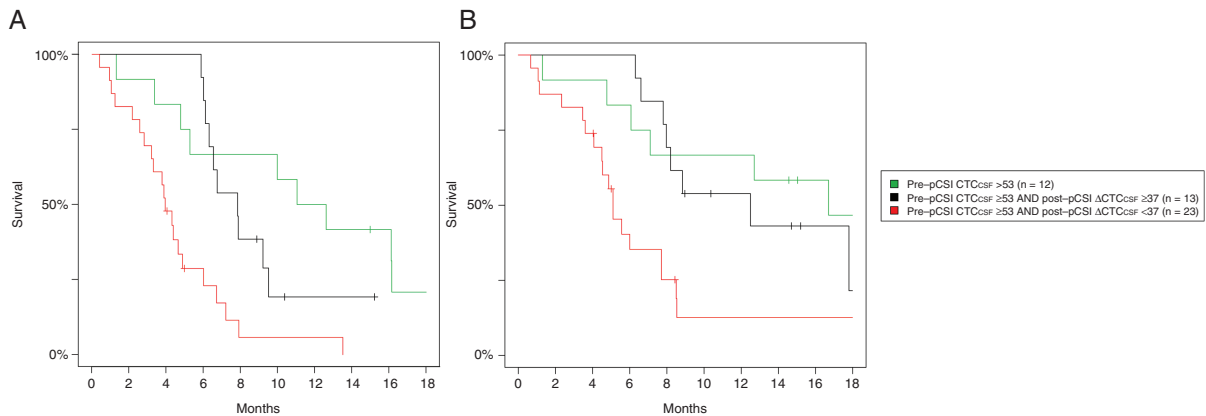 A
100%
50%
0%
Survival
0 2 4 6 8 10 12 14 16 18
Months
B
100%
50%
0%
Survival
0 2 4 6 8 10 12 14 16 18
Months
Pre–pCSI CTCCSF >53 (n = 12)
Pre–pCSI CTCCSF ≥53 AND post–pCSI ΔCTCCSF ≥37 (n = 13)
Pre–pCSI CTCCSF ≥53 AND post–pCSI ΔCTCCSF <37 (n = 23)